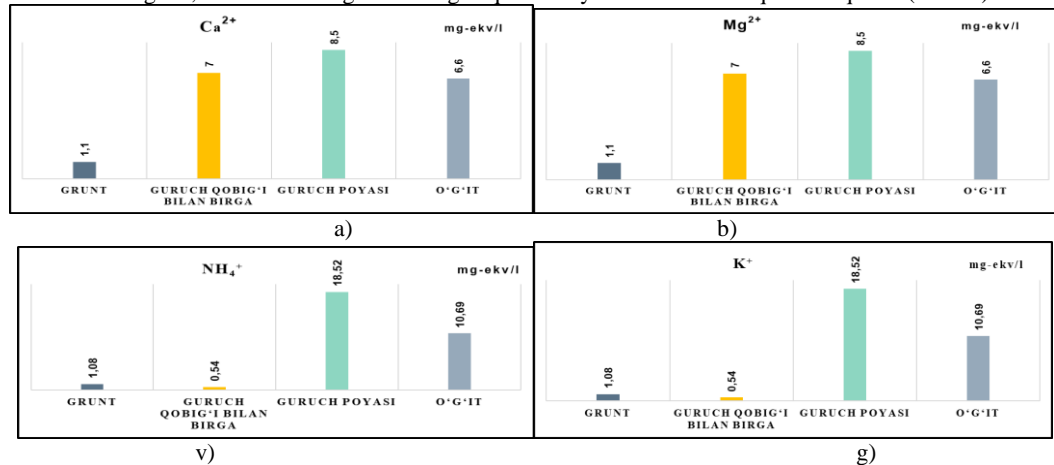 Ca²⁺ mg-ekv/l
1,1
7
8,5
6,6
GRUNT
GURUCH QOBIG‘I
BILAN BIRGA
GURUCH POYASI
O‘G‘IT
a)
Mg²⁺ mg-ekv/l
1,1
7
8,5
6,6
GRUNT
GURUCH QOBIG‘I
BILAN BIRGA
GURUCH POYASI
O‘G‘IT
b)
NH₄⁺ mg-ekv/l
1,08
0,54
18,52
10,69
GRUNT
GURUCH
QOBIG‘I BILAN
BIRGA
GURUCH POYASI
O‘G‘IT
v)
K⁺ mg-ekv/l
1,08
0,54
18,52
10,69
GRUNT
GURUCH QOBIG‘I
BILAN BIRGA
GURUCH POYASI
O‘G‘IT
g)